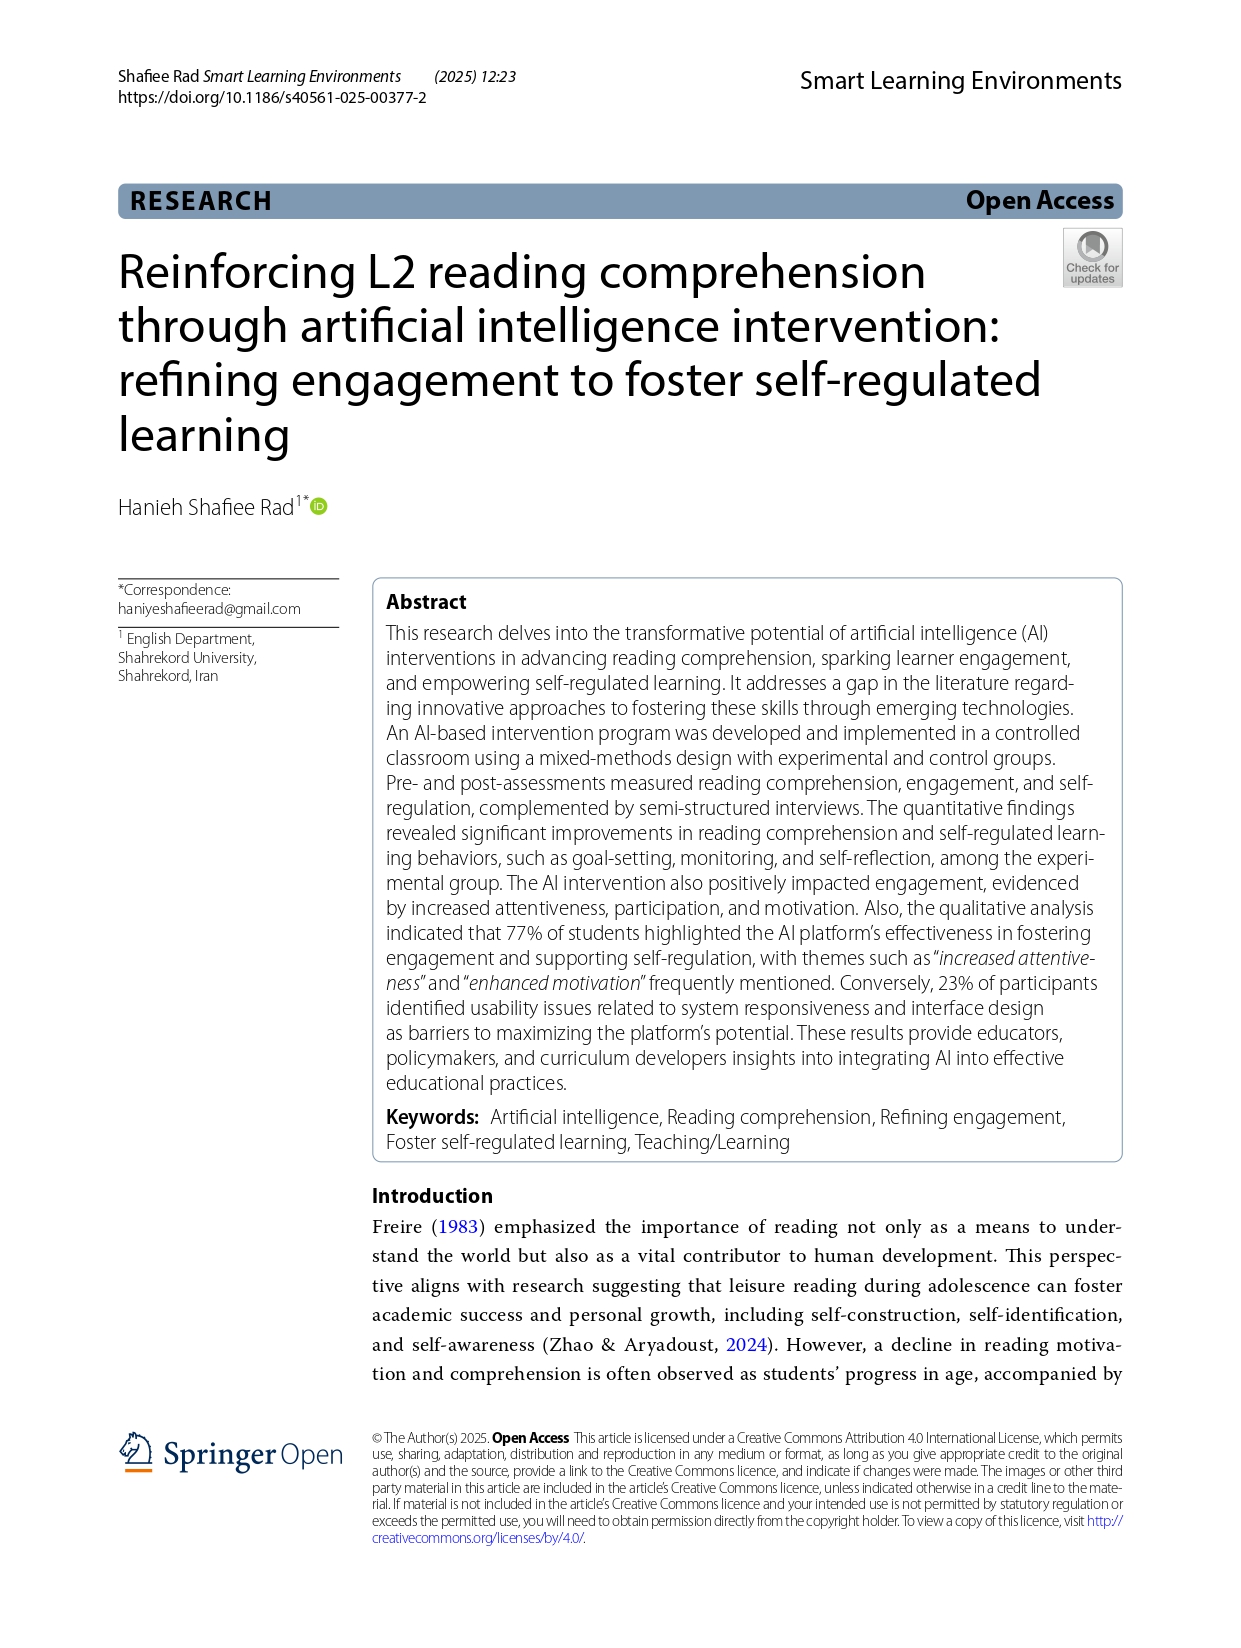 Shafiee Rad Smart Learning Environments (2025) 12:23
https://doi.org/10.1186/s40561-025-00377-2
Smart Learning Environments
RESEARCH
Open Access
Check for
updates
Reinforcing L2 reading comprehension
through artificial intelligence intervention:
refining engagement to foster self-regulated
learning
Hanieh Shafiee Rad1*
iD
*Correspondence:
haniyeshafieerad@gmail.com
1 English Department,
Shahrekord University,
Shahrekord, Iran
Abstract
This research delves into the transformative potential of artificial intelligence (AI)
interventions in advancing reading comprehension, sparking learner engagement,
and empowering self-regulated learning. It addresses a gap in the literature regard-
ing innovative approaches to fostering these skills through emerging technologies.
An AI-based intervention program was developed and implemented in a controlled
classroom using a mixed-methods design with experimental and control groups.
Pre- and post-assessments measured reading comprehension, engagement, and self-
regulation, complemented by semi-structured interviews. The quantitative findings
revealed significant improvements in reading comprehension and self-regulated learn-
ing behaviors, such as goal-setting, monitoring, and self-reflection, among the experi-
mental group. The AI intervention also positively impacted engagement, evidenced
by increased attentiveness, participation, and motivation. Also, the qualitative analysis
indicated that 77% of students highlighted the AI platform's effectiveness in fostering
engagement and supporting self-regulation, with themes such as “increased attentive-
ness” and “enhanced motivation” frequently mentioned. Conversely, 23% of participants
identified usability issues related to system responsiveness and interface design
as barriers to maximizing the platform's potential. These results provide educators,
policymakers, and curriculum developers insights into integrating AI into effective
educational practices.
Keywords: Artificial intelligence, Reading comprehension, Refining engagement,
Foster self-regulated learning, Teaching/Learning
Introduction
Freire (1983) emphasized the importance of reading not only as a means to under-
stand the world but also as a vital contributor to human development. This perspec-
tive aligns with research suggesting that leisure reading during adolescence can foster
academic success and personal growth, including self-construction, self-identification,
and self-awareness (Zhao & Aryadoust, 2024). However, a decline in reading motiva-
tion and comprehension is often observed as students’ progress in age, accompanied by
Springer Open
© The Author(s) 2025. Open Access This article is licensed under a Creative Commons Attribution 4.0 International License, which permits
use, sharing, adaptation, distribution and reproduction in any medium or format, as long as you give appropriate credit to the original
author(s) and the source, provide a link to the Creative Commons licence, and indicate if changes were made. The images or other third
party material in this article are included in the article's Creative Commons licence, unless indicated otherwise in a credit line to the mate-
rial. If material is not included in the article's Creative Commons licence and your intended use is not permitted by statutory regulation or
exceeds the permitted use, you will need to obtain permission directly from the copyright holder. To view a copy of this licence, visit http://
creativecommons.org/licenses/by/4.0/.